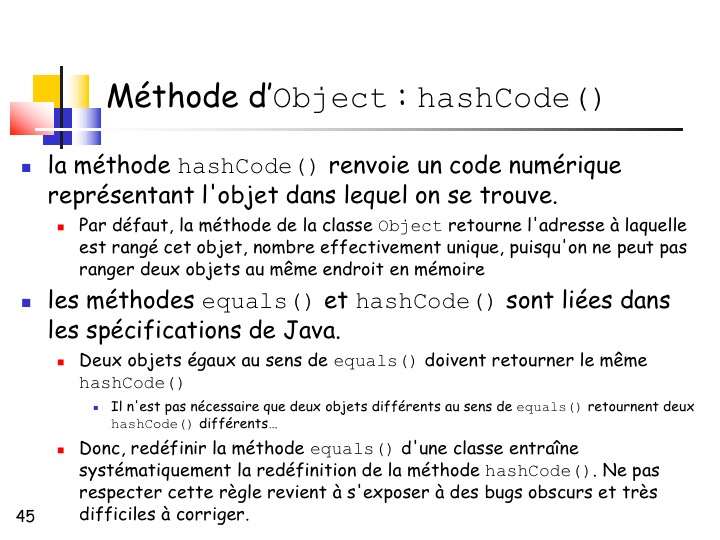 Méthode d’Object : hashCode()
la méthode hashCode() renvoie un code numérique
représentant l'objet dans lequel on se trouve.
Par défaut, la méthode de la classe Object retourne l'adresse à laquelle
est rangé cet objet, nombre effectivement unique, puisqu'on ne peut pas
ranger deux objets au même endroit en mémoire
les méthodes equals() et hashCode() sont liées dans
les spécifications de Java.
Deux objets égaux au sens de equals() doivent retourner le même
hashCode()
Il n'est pas nécessaire que deux objets différents au sens de equals() retournent deux
hashCode() différents…
Donc, redéfinir la méthode equals() d'une classe entraîne
systématiquement la redéfinition de la méthode hashCode(). Ne pas
respecter cette règle revient à s'exposer à des bugs obscurs et très
difficiles à corriger.
45